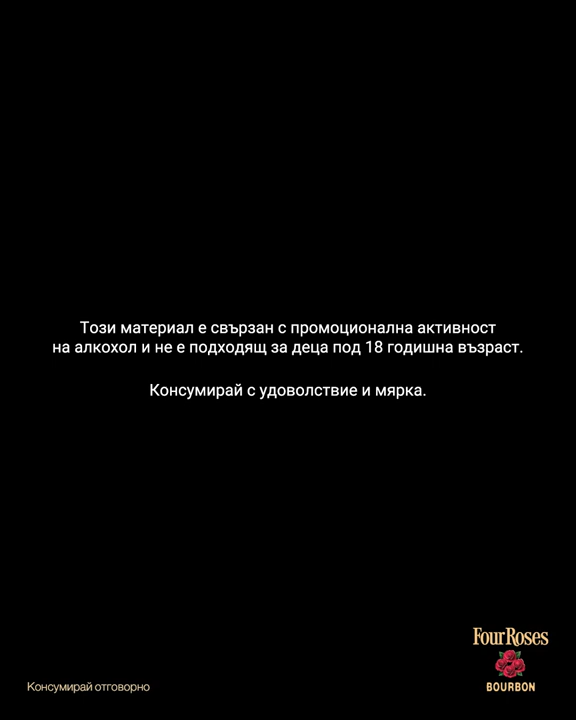 Този материал е свързан с промоционална активност
на алкохол и не е подходящ за деца под 18 годишна възраст.
Консумирай с удоволствие и мярка.
Four Roses
BOURBON
Консумирай отговорно